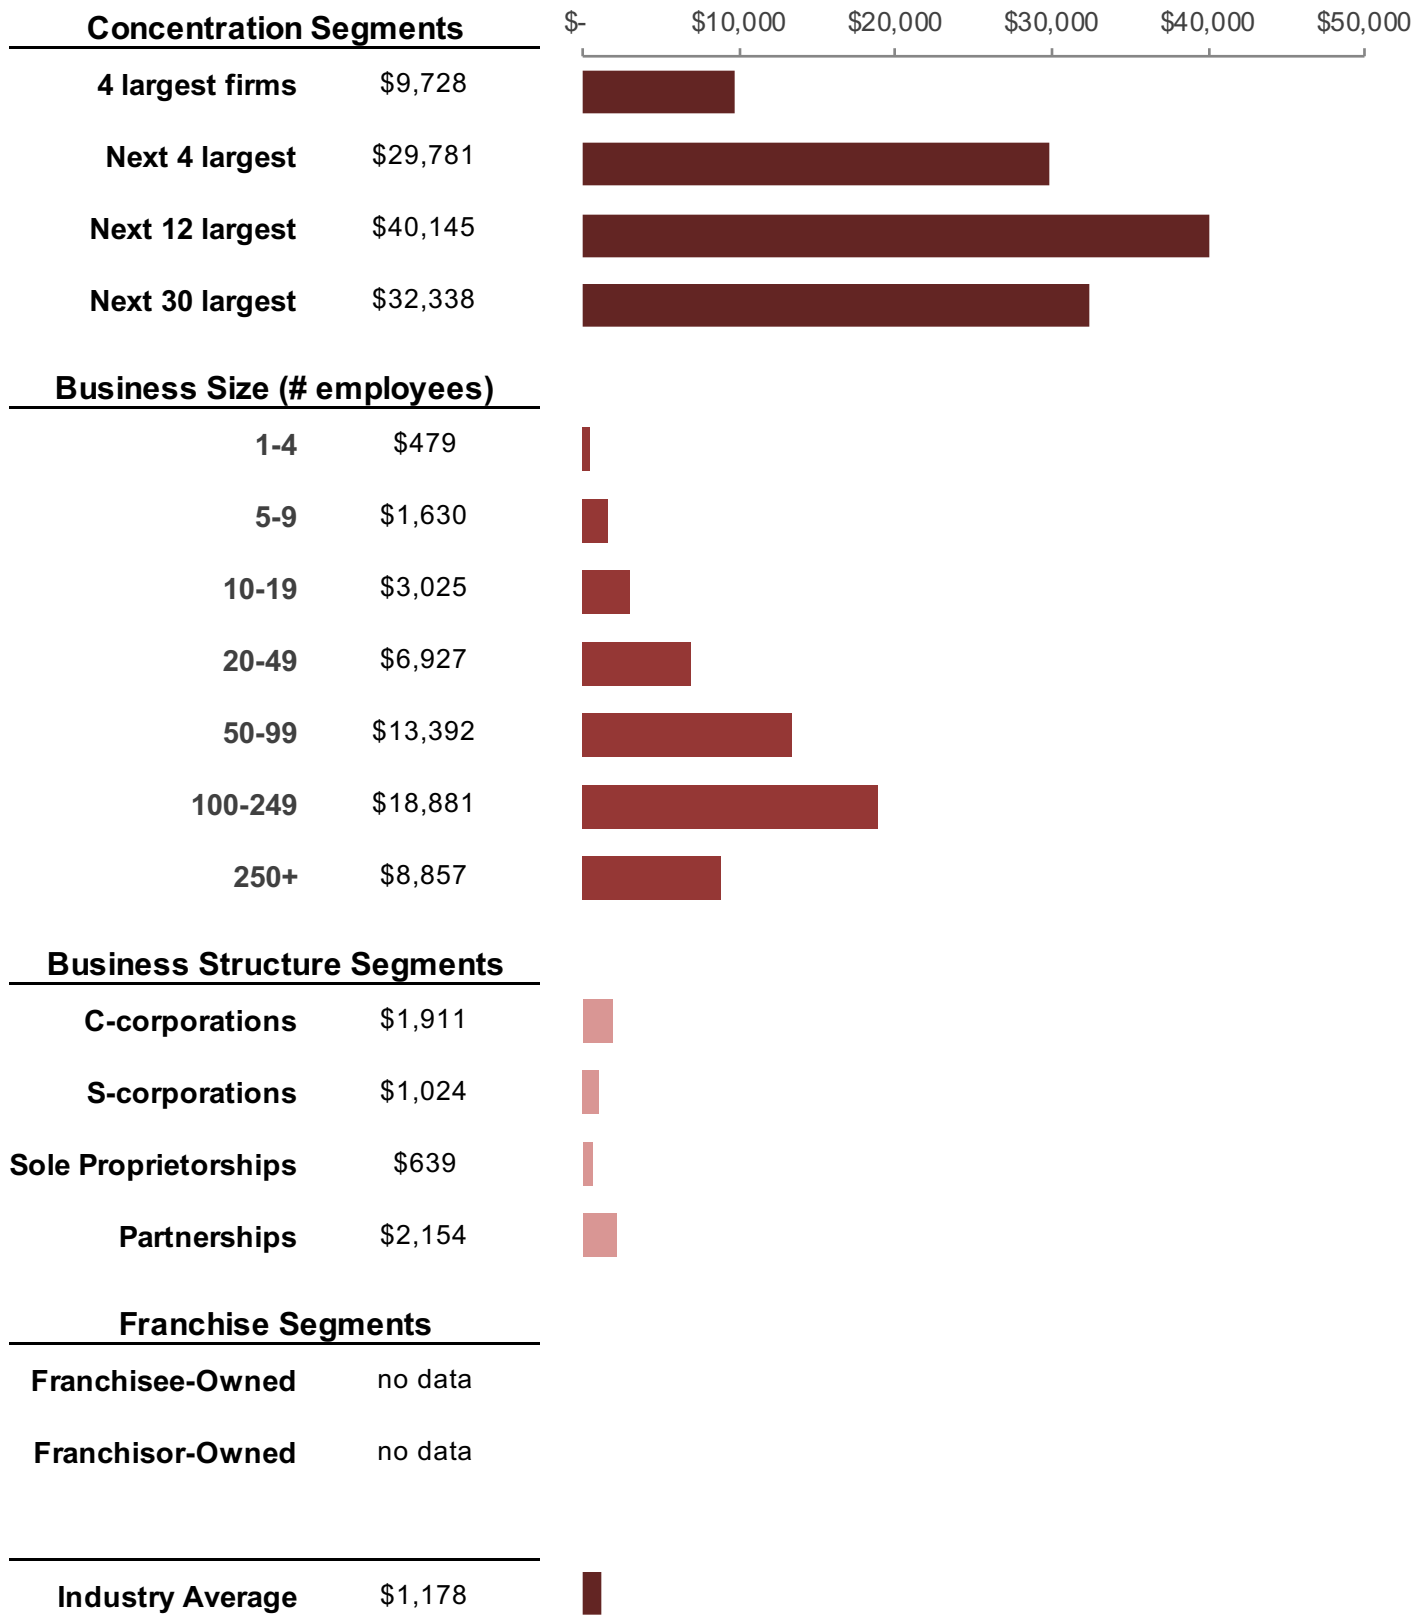 Concentration Segments
$- $10,000 $20,000 $30,000 $40,000 $50,000
4 largest firms $9,728
Next 4 largest $29,781
Next 12 largest $40,145
Next 30 largest $32,338
Business Size (# employees)
1-4 $479
5-9 $1,630
10-19 $3,025
20-49 $6,927
50-99 $13,392
100-249 $18,881
250+ $8,857
Business Structure Segments
C-corporations $1,911
S-corporations $1,024
Sole Proprietorships $639
Partnerships $2,154
Franchise Segments
Franchisee-Owned no data
Franchisor-Owned no data
Industry Average $1,178